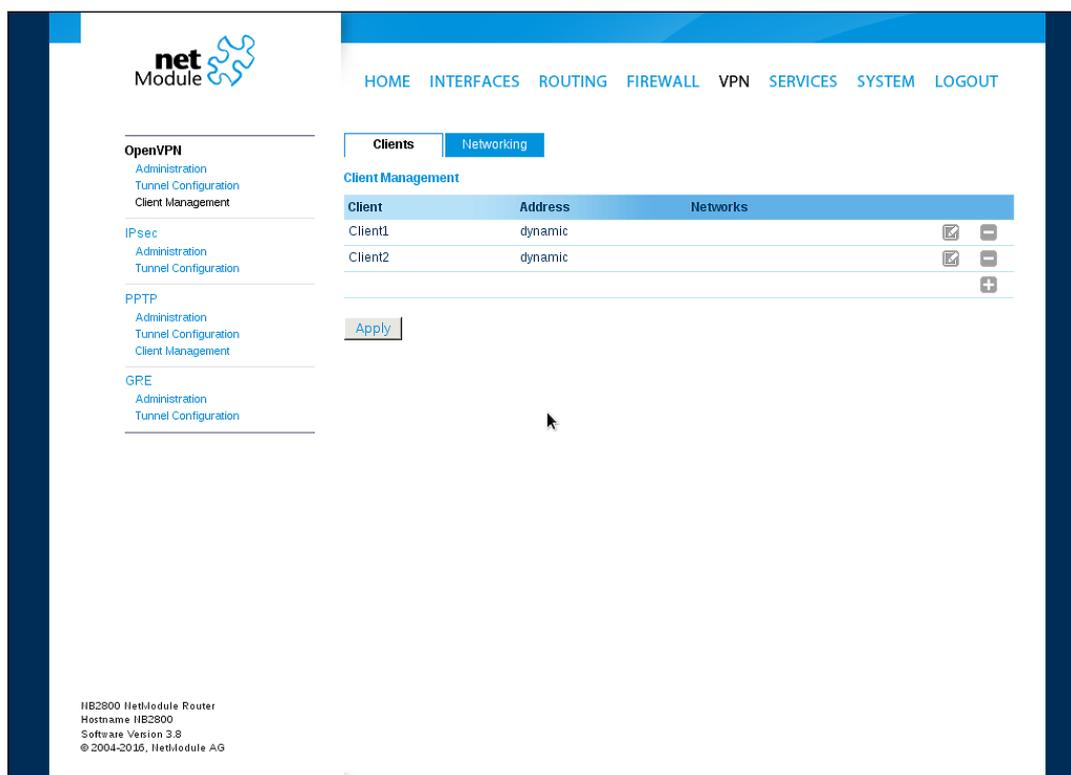 net
Module
HOME INTERFACES ROUTING FIREWALL VPN SERVICES SYSTEM LOGOUT
OpenVPN
Administration
Tunnel Configuration
Client Management
IPsec
Administration
Tunnel Configuration
PPTP
Administration
Tunnel Configuration
Client Management
GRE
Administration
Tunnel Configuration
Clients Networking
Client Management
Client Address Networks
Client1 dynamic
Client2 dynamic
Apply
NB2800 NetModule Router
Hostname NB2800
Software Version 3.8
© 2004-2016, NetModule AG